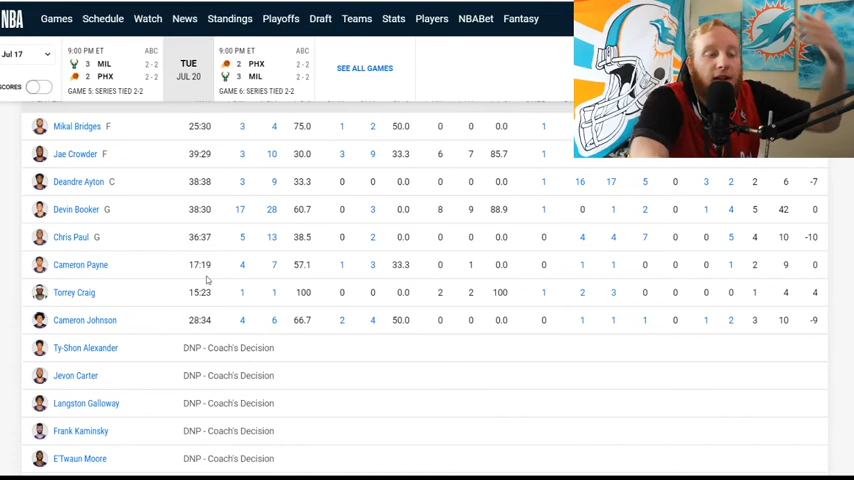 NBA Games Schedule Watch News Standings Playoffs Draft Teams Stats Players NBABet Fantasy
Jul 17
SCORES
9:00 PM ET ABC
3 MIL 2-2
2 PHX 2-2
GAME 5: SERIES TIED 2-2
TUE
JUL 20
9:00 PM ET ABC
2 PHX 2-2
3 MIL 2-2
GAME 6: SERIES TIED 2-2
SEE ALL GAMES
Mikal Bridges F 25:30 3 4 75.0 1 2 50.0 0 0 0.0 1
Jae Crowder F 39:29 3 10 30.0 3 9 33.3 6 7 85.7 1
Deandre Ayton C 38:38 3 9 33.3 0 0 0.0 0 0 0.0 1 16 17 5 0 3 2 2 6 -7
Devin Booker G 38:30 17 28 60.7 0 3 0.0 8 9 88.9 1 0 1 2 0 1 4 5 42 0
Chris Paul G 36:37 5 13 38.5 0 2 0.0 0 0 0.0 0 4 4 7 0 0 5 4 10 -10
Cameron Payne 17:19 4 7 57.1 1 3 33.3 0 1 0.0 0 1 1 0 0 0 1 2 9 0
Torrey Craig 15:23 1 1 100 0 0 0.0 2 2 100 1 2 3 0 0 0 0 1 4 4
Cameron Johnson 28:34 4 6 66.7 2 4 50.0 0 0 0.0 0 1 1 1 0 1 2 3 10 -9
Ty-Shon Alexander DNP - Coach's Decision
Jevon Carter DNP - Coach's Decision
Langston Galloway DNP - Coach's Decision
Frank Kaminsky DNP - Coach's Decision
E'Twaun Moore DNP - Coach's Decision